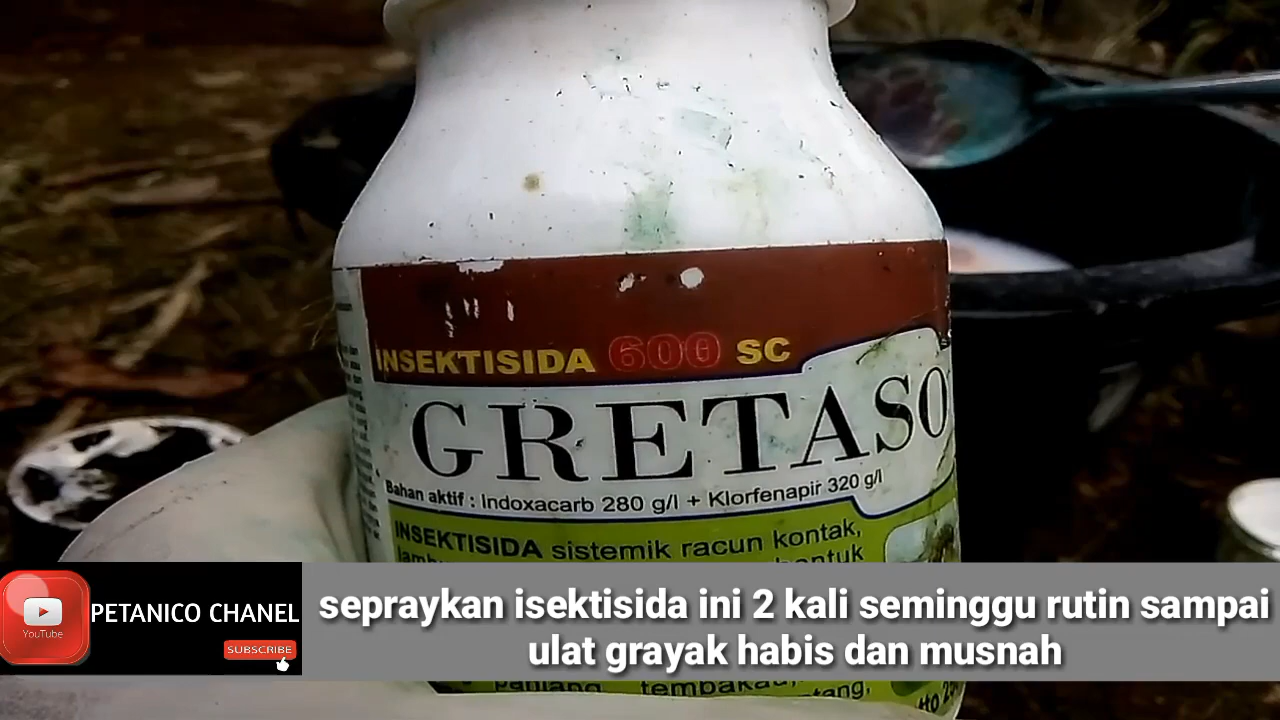 INSEKTISIDA 600 SC
GRETASO
Bahan aktif : Indoxacarb 280 g/l + Klorfenapir 320 g/l
INSEKTISIDA sistemik racun kontak,
YouTube
PETANICO CHANEL
SUBSCRIBE
sepraykan isektisida ini 2 kali seminggu rutin sampai
ulat grayak habis dan musnah